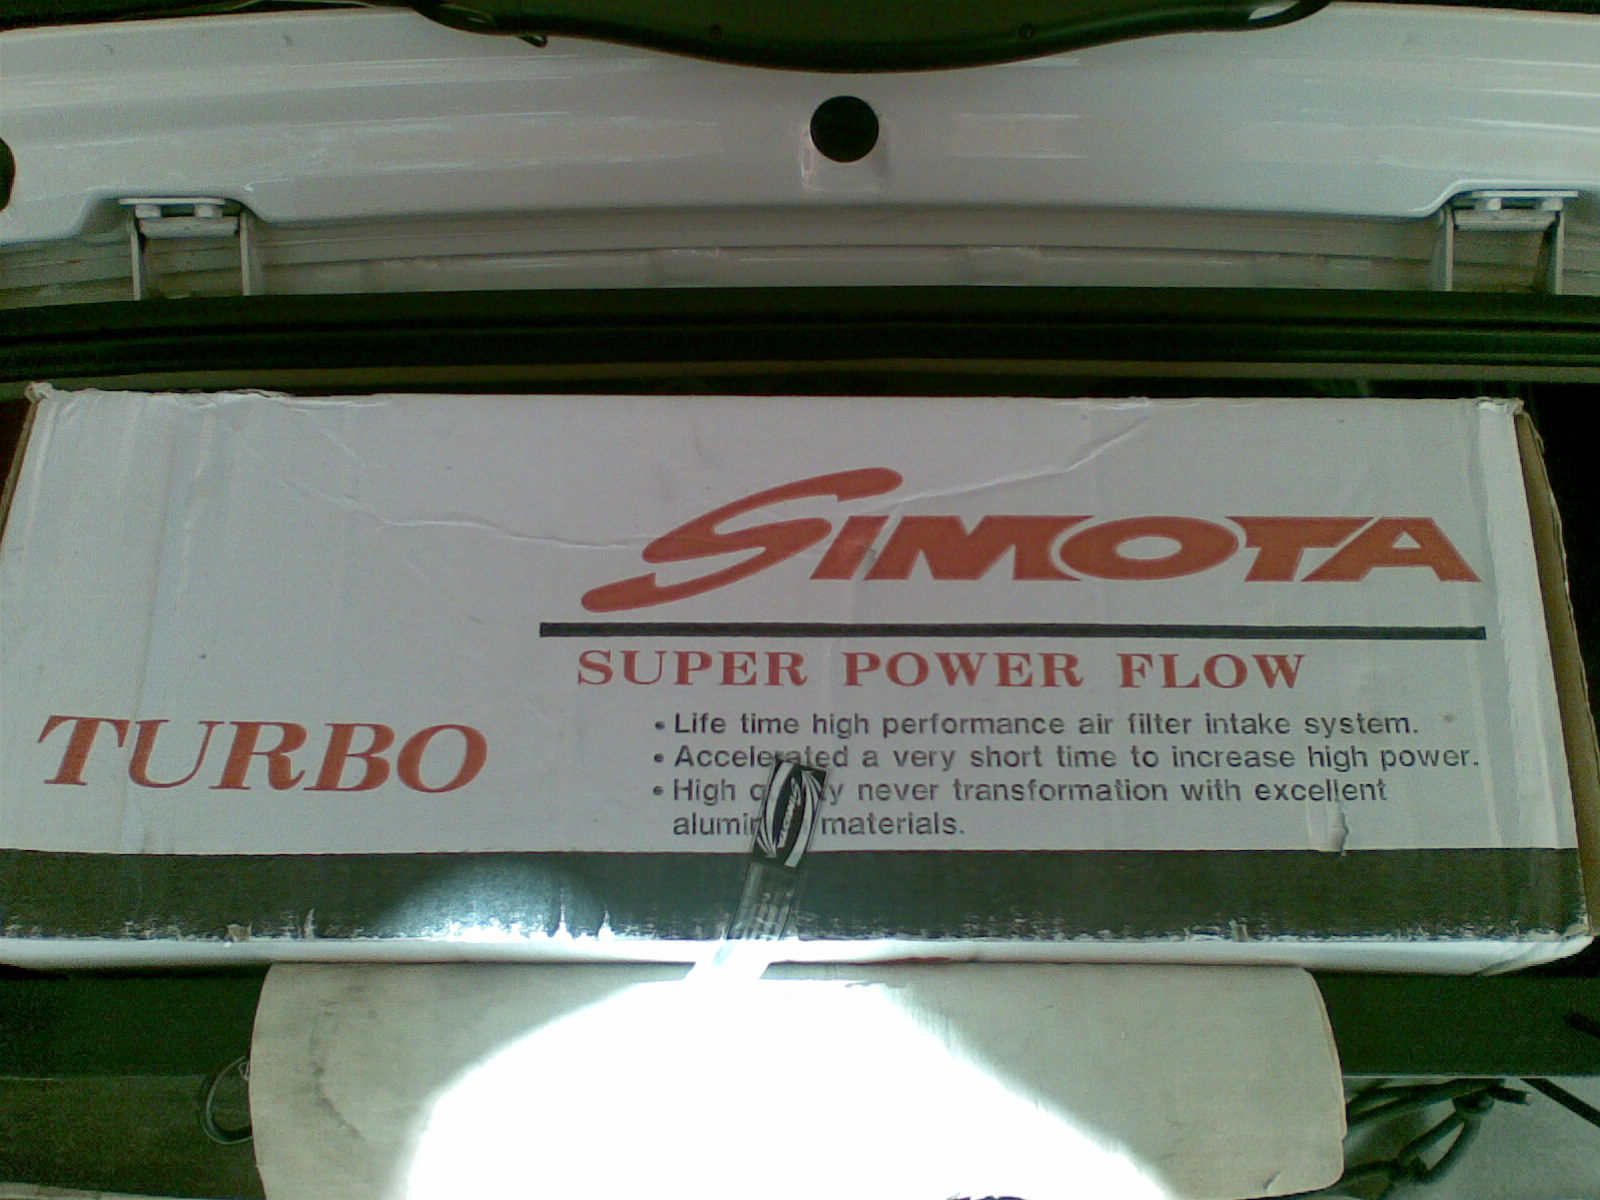 SIMOTA
SUPER POWER FLOW
TURBO
• Life time high performance air filter intake system.
• Accelerated a very short time to increase high power.
• High never transformation with excellent
materials.